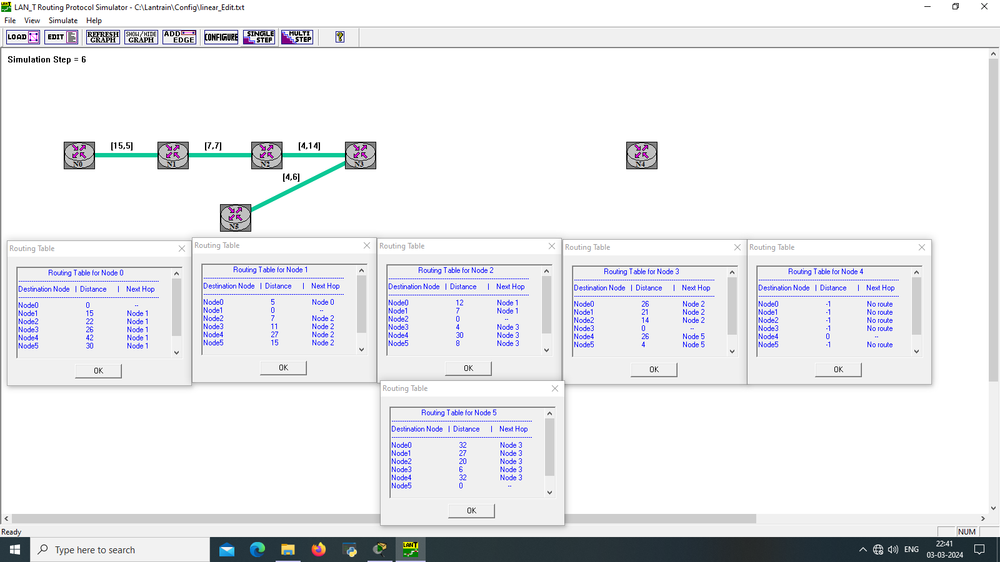 LAN_T Routing Protocol Simulator - C:\Lantrain\Config\linear_Edit.txt
File View Simulate Help
LOAD EDIT REFRESH GRAPH SHOW/HIDE GRAPH ADD EDGE CONFIGURE SINGLE STEP MULTI STEP ?
Simulation Step = 6
[15,5] [7,7] [4,14]
N0 N1 N2 N3 N4
[4,6]
N5
Routing Table
Routing Table for Node 0
Destination Node | Distance | Next Hop
Node0 0 --
Node1 15 Node 1
Node2 22 Node 1
Node3 26 Node 1
Node4 42 Node 1
Node5 30 Node 1
OK
Routing Table
Routing Table for Node 1
Destination Node | Distance | Next Hop
Node0 5 Node 0
Node1 0 --
Node2 7 Node 2
Node3 11 Node 2
Node4 27 Node 2
Node5 15 Node 2
OK
Routing Table
Routing Table for Node 2
Destination Node | Distance | Next Hop
Node0 12 Node 1
Node1 7 Node 1
Node2 0 --
Node3 4 Node 3
Node4 30 Node 3
Node5 8 Node 3
OK
Routing Table
Routing Table for Node 3
Destination Node | Distance | Next Hop
Node0 26 Node 2
Node1 21 Node 2
Node2 14 Node 2
Node3 0 --
Node4 26 Node 5
Node5 4 Node 5
OK
Routing Table
Routing Table for Node 4
Destination Node | Distance | Next Hop
Node0 -1 No route
Node1 -1 No route
Node2 -1 No route
Node3 -1 No route
Node4 0 --
Node5 -1 No route
OK
Routing Table
Routing Table for Node 5
Destination Node | Distance | Next Hop
Node0 32 Node 3
Node1 27 Node 3
Node2 20 Node 3
Node3 6 Node 3
Node4 32 Node 3
Node5 0 --
OK
Ready NUM
Type here to search LANT ENG 22:41
03-03-2024